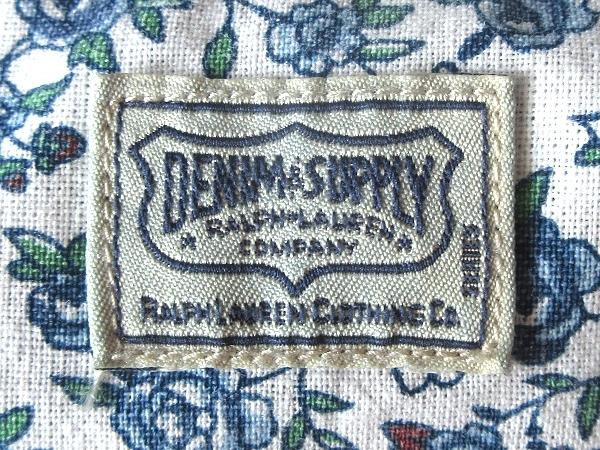 DENIM & SUPPLY
RALPH LAUREN
COMPANY
RALPH LAUREN CLOTHING CO.